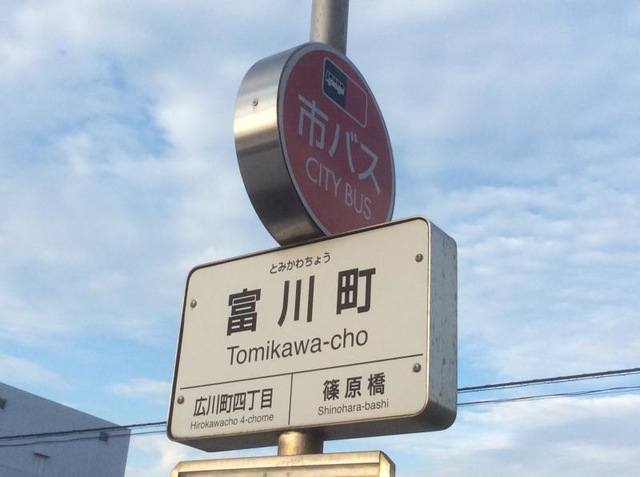 市バス
CITY BUS
とみかわちょう
富川町
Tomikawa-cho
広川町四丁目
Hirokawacho 4-chome
篠原橋
Shinohara-bashi